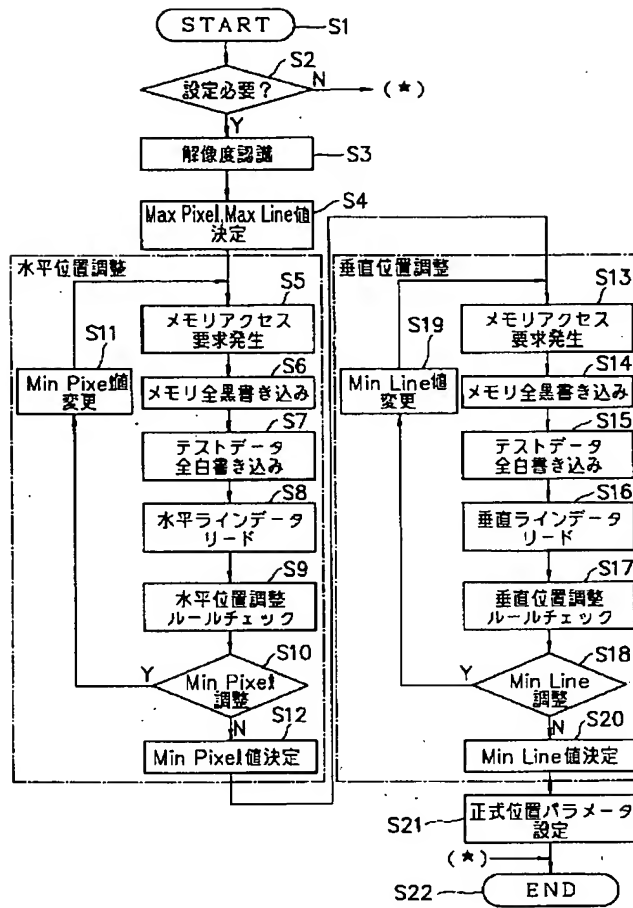 START
S1
S2
設定必要?
N
(★)
Y
解像度認識
S3
S4
Max Pixel,Max Line値
決定
水平位置調整
S5
メモリアクセス
要求発生
S11
Min Pixel値
変更
S6
メモリ全黒書き込み
S7
テストデータ
全白書き込み
S8
水平ラインデータ
リード
S9
水平位置調整
ルールチェック
S10
Y
Min Pixel
調整
N
S12
Min Pixel値決定
垂直位置調整
S13
メモリアクセス
要求発生
S19
Min Line値
変更
S14
メモリ全黒書き込み
S15
テストデータ
全白書き込み
S16
垂直ラインデータ
リード
S17
垂直位置調整
ルールチェック
S18
Y
Min Line
調整
N
S20
Min Line値決定
S21
正式位置パラメータ
設定
(★)
S22
END